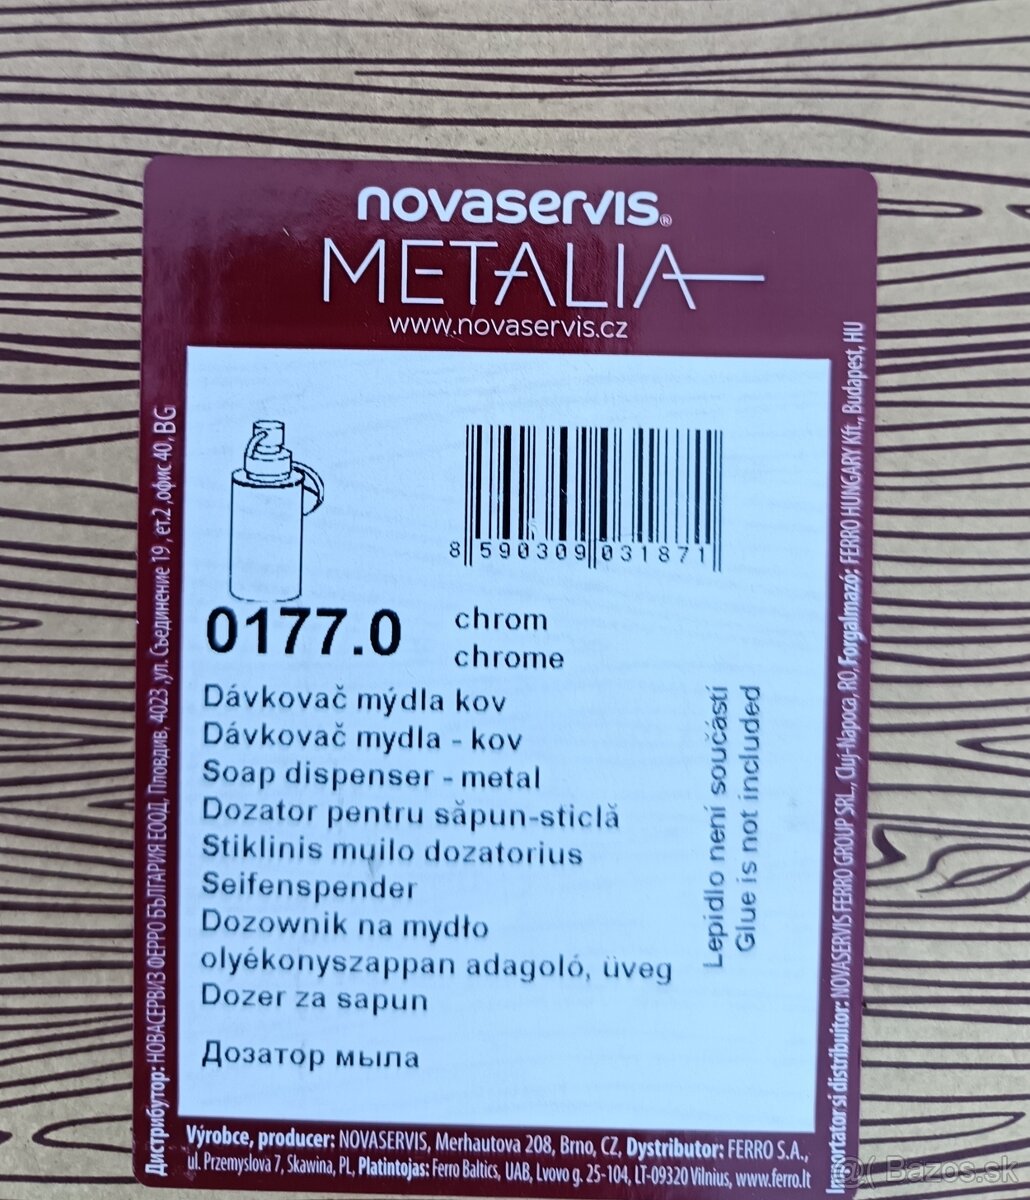 novaservis®
METALIA
www.novaservis.cz
8 590309 031871
0177.0
chrom
chrome
Dávkovač mýdla kov
Dávkovač mydla - kov
Soap dispenser - metal
Dozator pentru săpun-sticlă
Stiklinis muilo dozatorius
Seifenspender
Dozownik na mydło
olyékonyszappan adagoló, üveg
Dozer za sapun
Дозатор мыла
Lepidlo není součástí
Glue is not included
Дистрибутор: НОВАСЕРВИЗ ФЕРРО БЪЛГАРИЯ ЕООД, Пловдив, 4023 ,ул. Съединение 19 , ет.2 ,офис 40, BG
Importator si distribuitor: NOVASERVIS FERRO GROUP SRL., Cluj-Napoca, RO, Forgalmazó: FERRO HUNGARY Kft., Budapest, HU
Výrobce, producer: NOVASERVIS, Merhautova 208, Brno, CZ, Dystributor: FERRO S.A.,
ul. Przemyslova 7, Skawina, PL, Platintojas: Ferro Baltics, UAB, Lvovo g. 25-104, LT-09320 Vilnius, www.ferro.lt
@( Bazos.sk